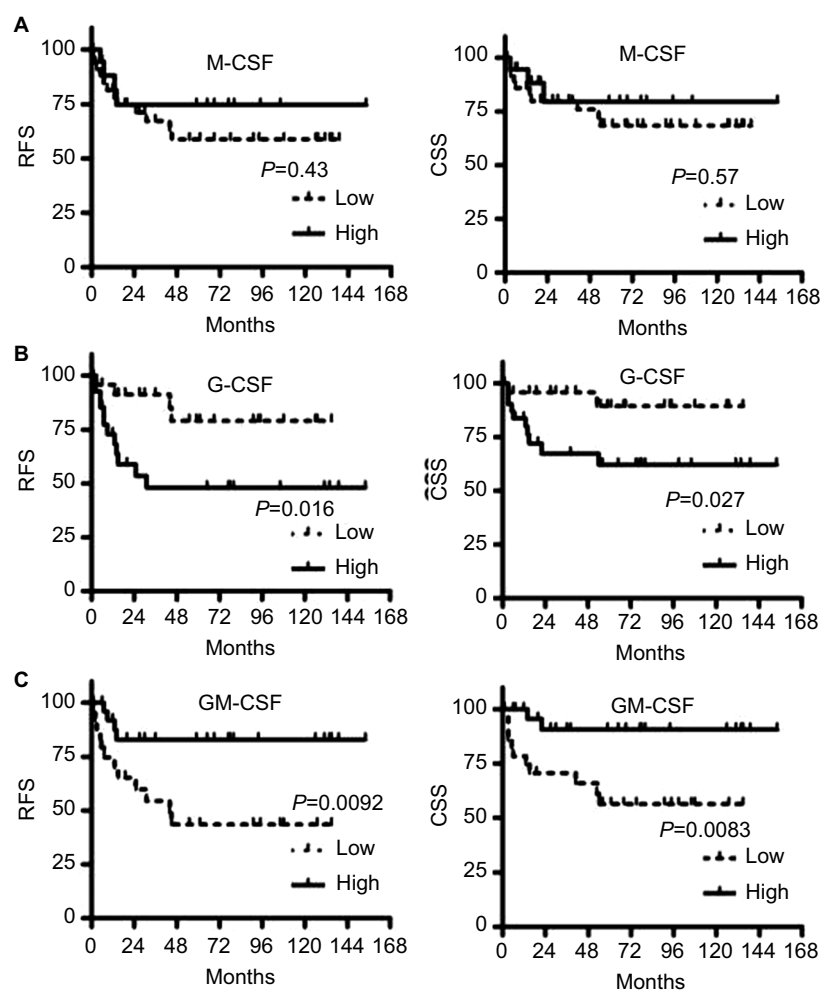 A
M-CSF
100
75
50
25
0
RFS
P=0.43
Low
High
0 24 48 72 96 120 144 168
Months
M-CSF
100
75
50
25
0
CSS
P=0.57
Low
High
0 24 48 72 96 120 144 168
Months
B
G-CSF
100
75
50
25
0
RFS
P=0.016
Low
High
0 24 48 72 96 120 144 168
Months
G-CSF
100
75
50
25
0
CSS
P=0.027
Low
High
0 24 48 72 96 120 144 168
Months
C
GM-CSF
100
75
50
25
0
RFS
P=0.0092
Low
High
0 24 48 72 96 120 144 168
Months
GM-CSF
100
75
50
25
0
CSS
P=0.0083
Low
High
0 24 48 72 96 120 144 168
Months